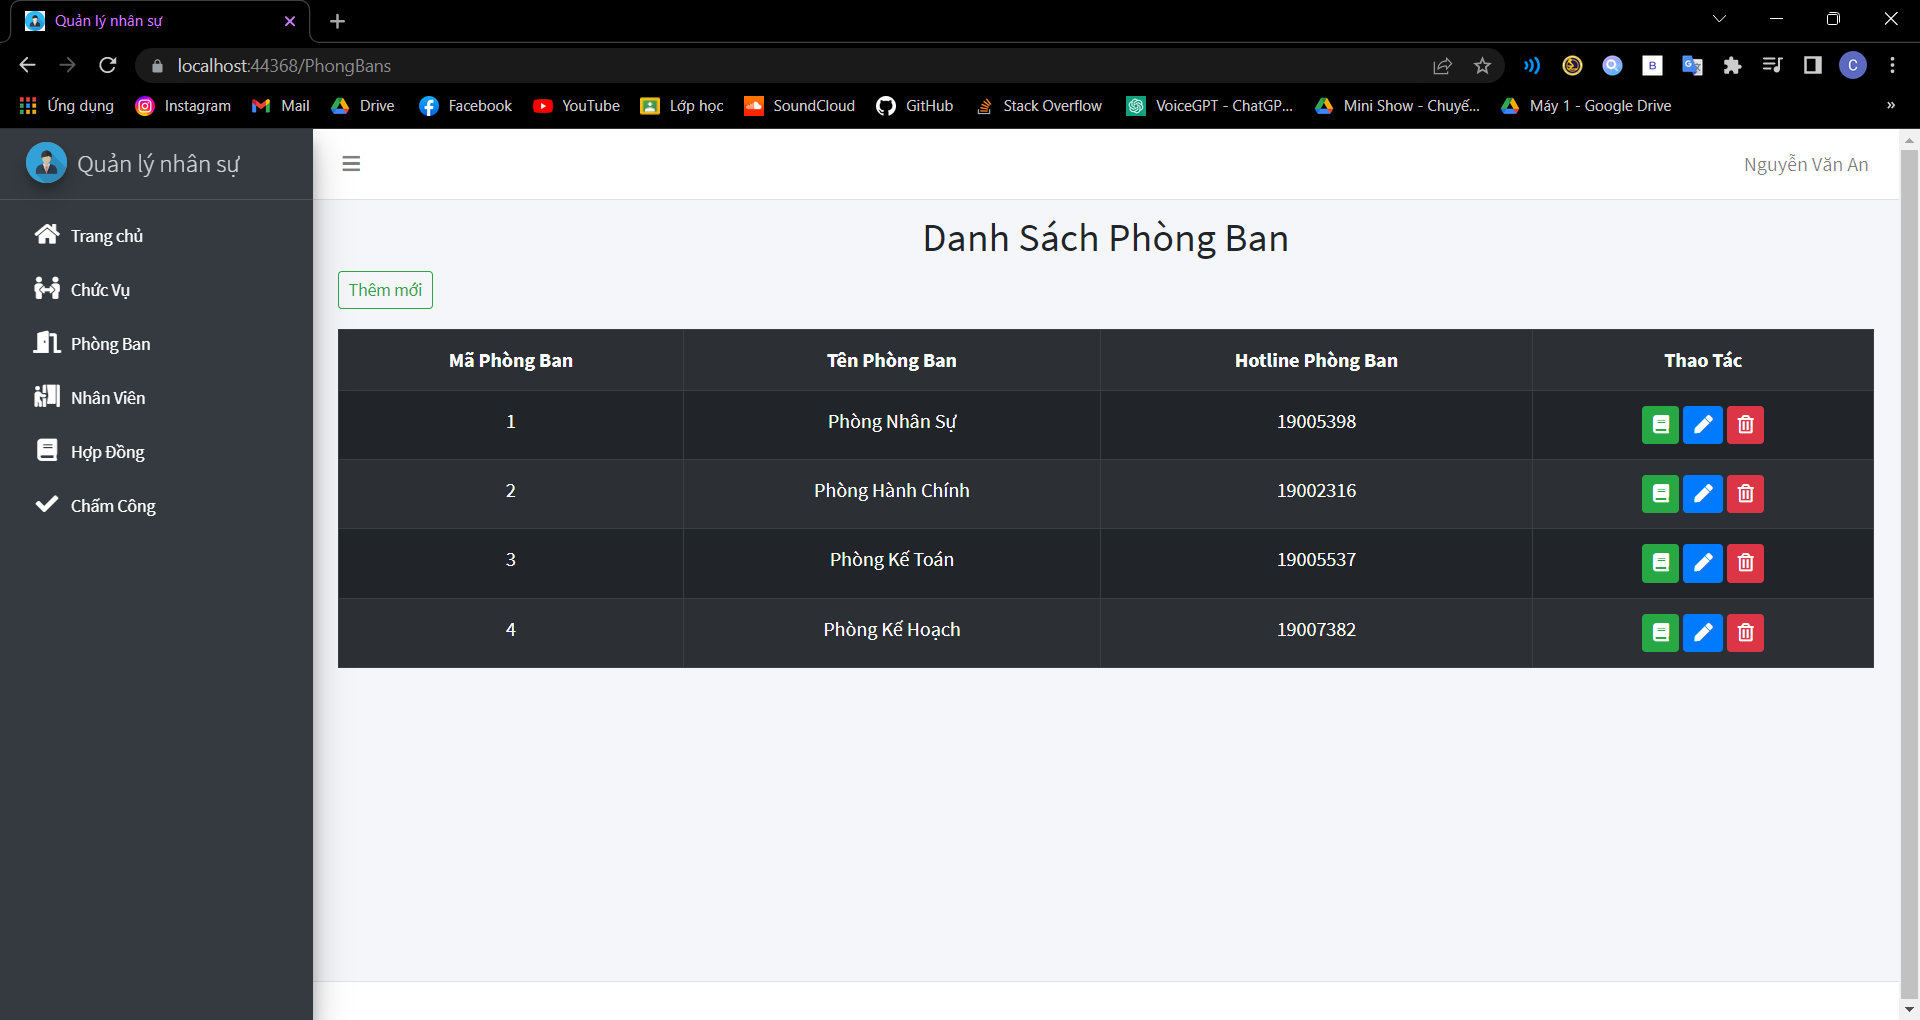 Quản lý nhân sự
localhost:44368/PhongBans
B
C
Ứng dụng Instagram Mail Drive Facebook YouTube Lớp học SoundCloud GitHub Stack Overflow VoiceGPT - ChatGP... Mini Show - Chuyế... Máy 1 - Google Drive »
Quản lý nhân sự
Nguyễn Văn An
Trang chủ
Chức Vụ
Phòng Ban
Nhân Viên
Hợp Đồng
Chấm Công
Danh Sách Phòng Ban
Thêm mới
Mã Phòng Ban Tên Phòng Ban Hotline Phòng Ban Thao Tác
1 Phòng Nhân Sự 19005398
2 Phòng Hành Chính 19002316
3 Phòng Kế Toán 19005537
4 Phòng Kế Hoạch 19007382